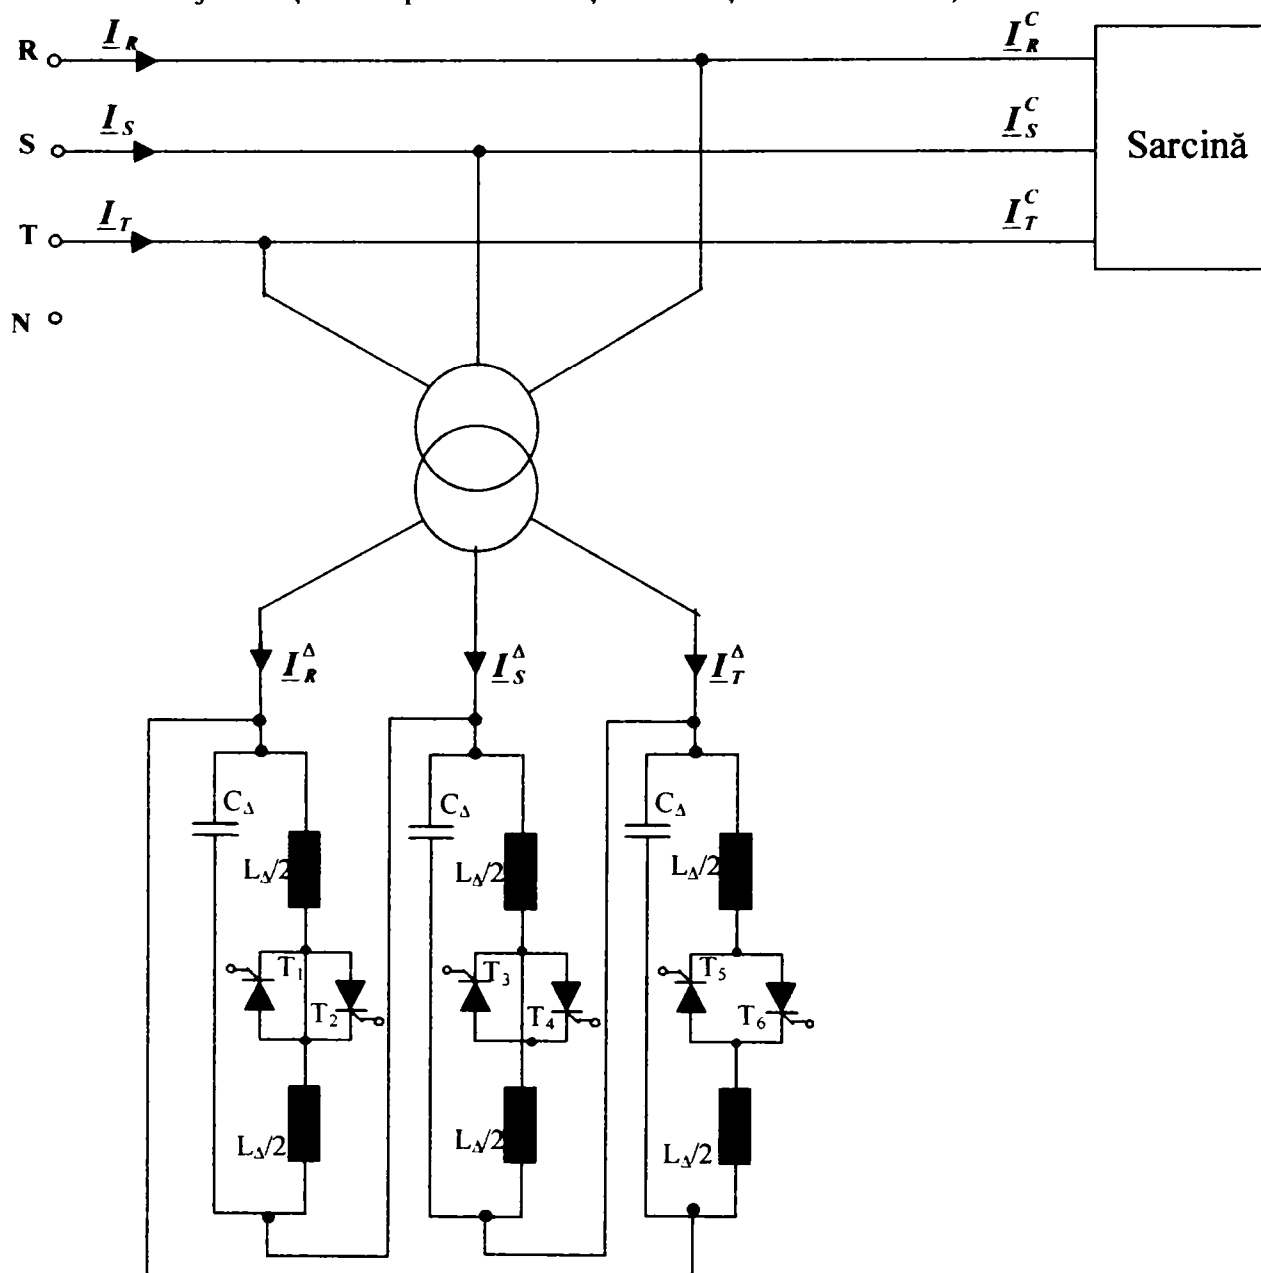 R I_R I_R^C
S I_S I_S^C Sarcină
T I_T I_T^C
N
I_R^Δ I_S^Δ I_T^Δ
C_Δ C_Δ C_Δ
L_Δ/2 L_Δ/2 L_Δ/2
T₁ T₃ T₅
T₂ T₄ T₆
L_Δ/2 L_Δ/2 L_Δ/2